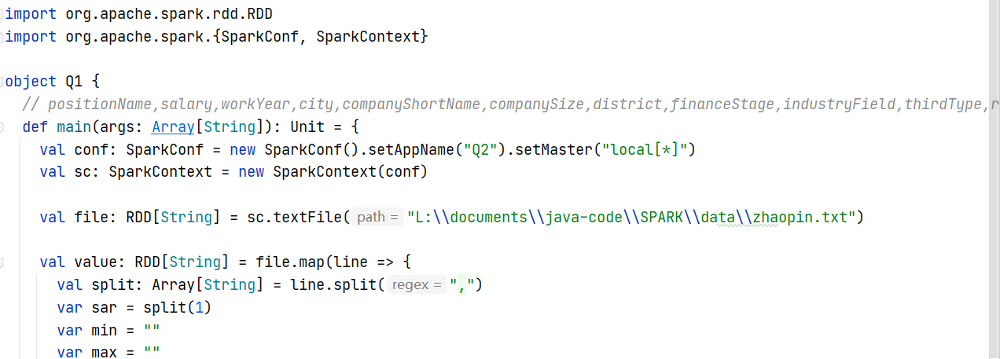 import org.apache.spark.rdd.RDD
import org.apache.spark.{SparkConf, SparkContext}
object Q1 {
// positionName,salary,workYear,city,companyShortName,companySize,district,financeStage,industryField,thirdType,r
def main(args: Array[String]): Unit = {
val conf: SparkConf = new SparkConf().setAppName("Q2").setMaster("local[*]")
val sc: SparkContext = new SparkContext(conf)
val file: RDD[String] = sc.textFile( path = "L:\\documents\\java-code\\SPARK\\data\\zhaopin.txt")
val value: RDD[String] = file.map(line => {
val split: Array[String] = line.split( regex = ",")
var sar = split(1)
var min = ""
var max = ""